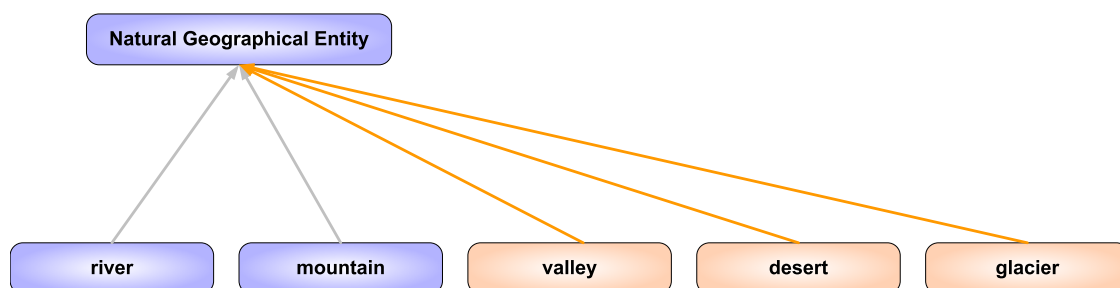 Natural Geographical Entity
river
mountain
valley
desert
glacier